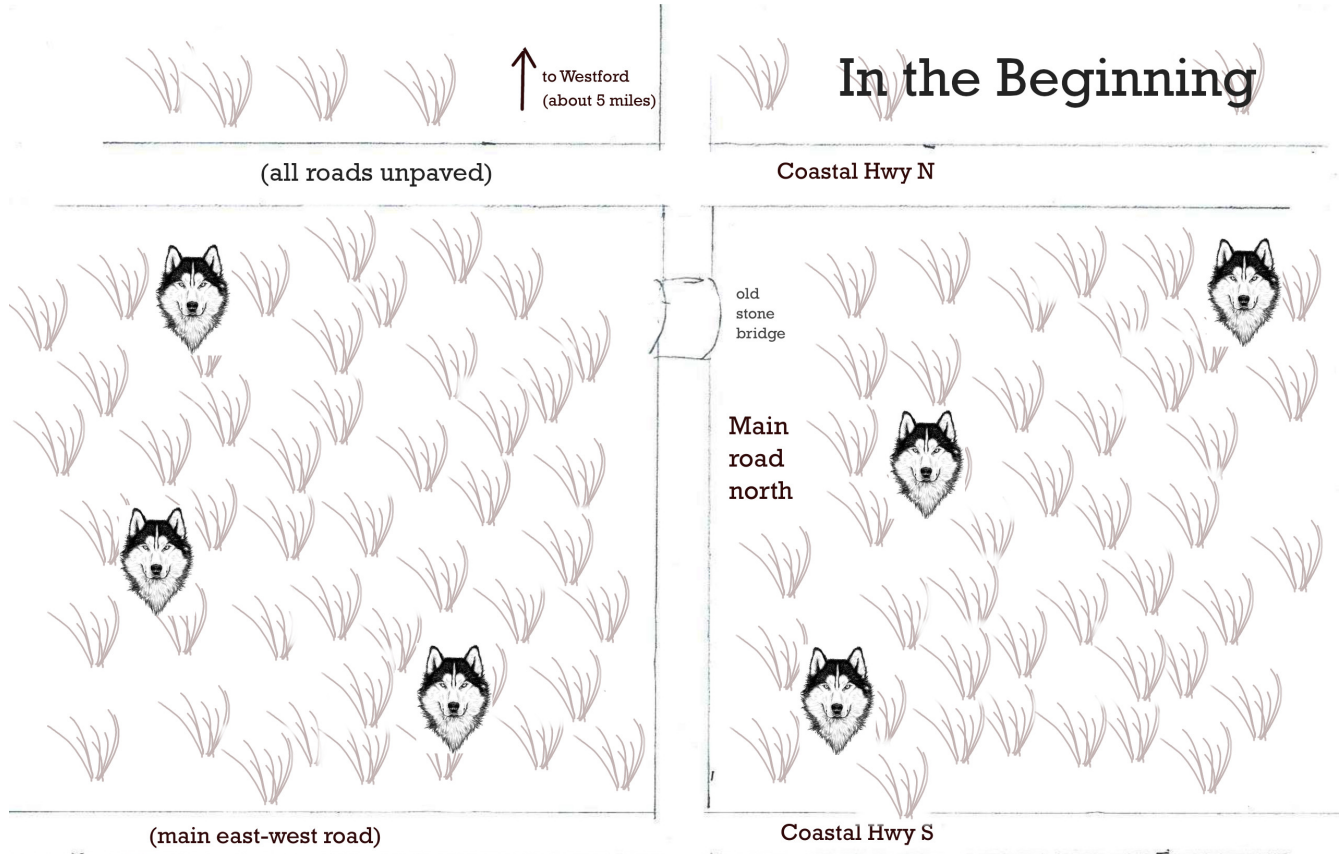 In the Beginning
to Westford
(about 5 miles)
(all roads unpaved)
Coastal Hwy N
old
stone
bridge
Main
road
north
(main east-west road)
Coastal Hwy S